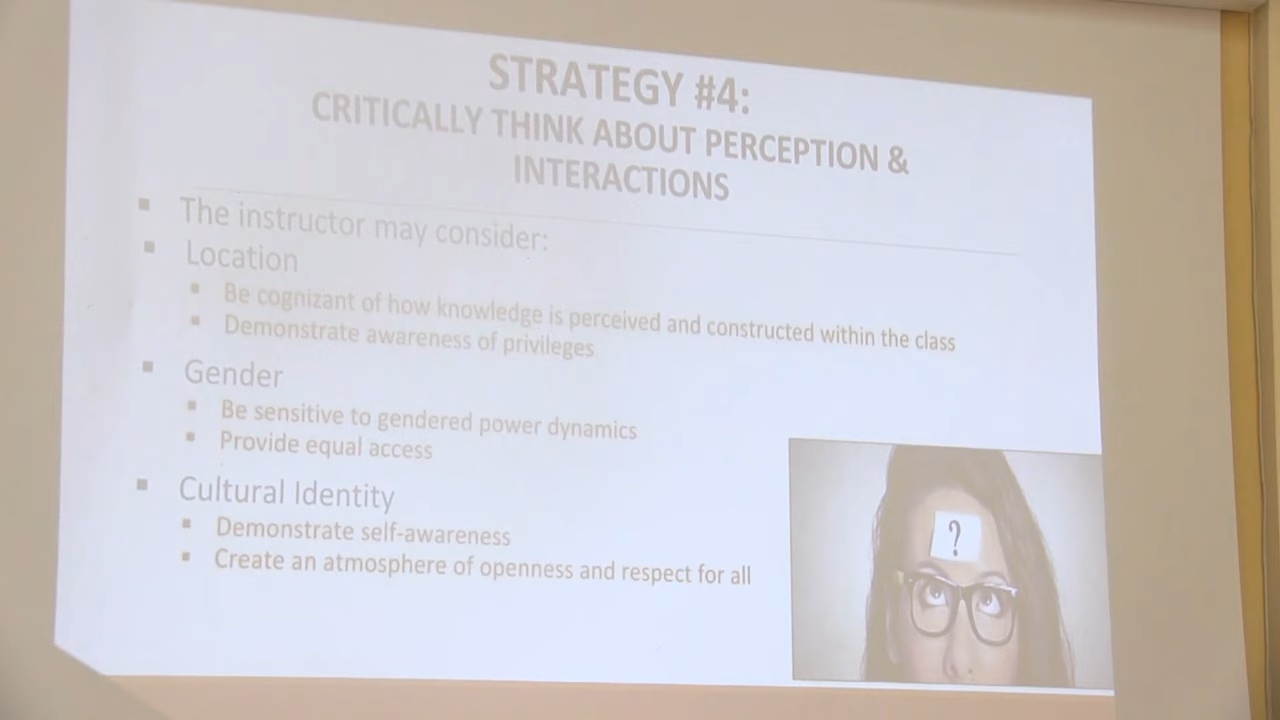 STRATEGY #4:
CRITICALLY THINK ABOUT PERCEPTION &
INTERACTIONS
▪ The instructor may consider:
▪ Location
▪ Be cognizant of how knowledge is perceived and constructed within the class
▪ Demonstrate awareness of privileges
▪ Gender
▪ Be sensitive to gendered power dynamics
▪ Provide equal access
▪ Cultural Identity
▪ Demonstrate self-awareness
▪ Create an atmosphere of openness and respect for all
?